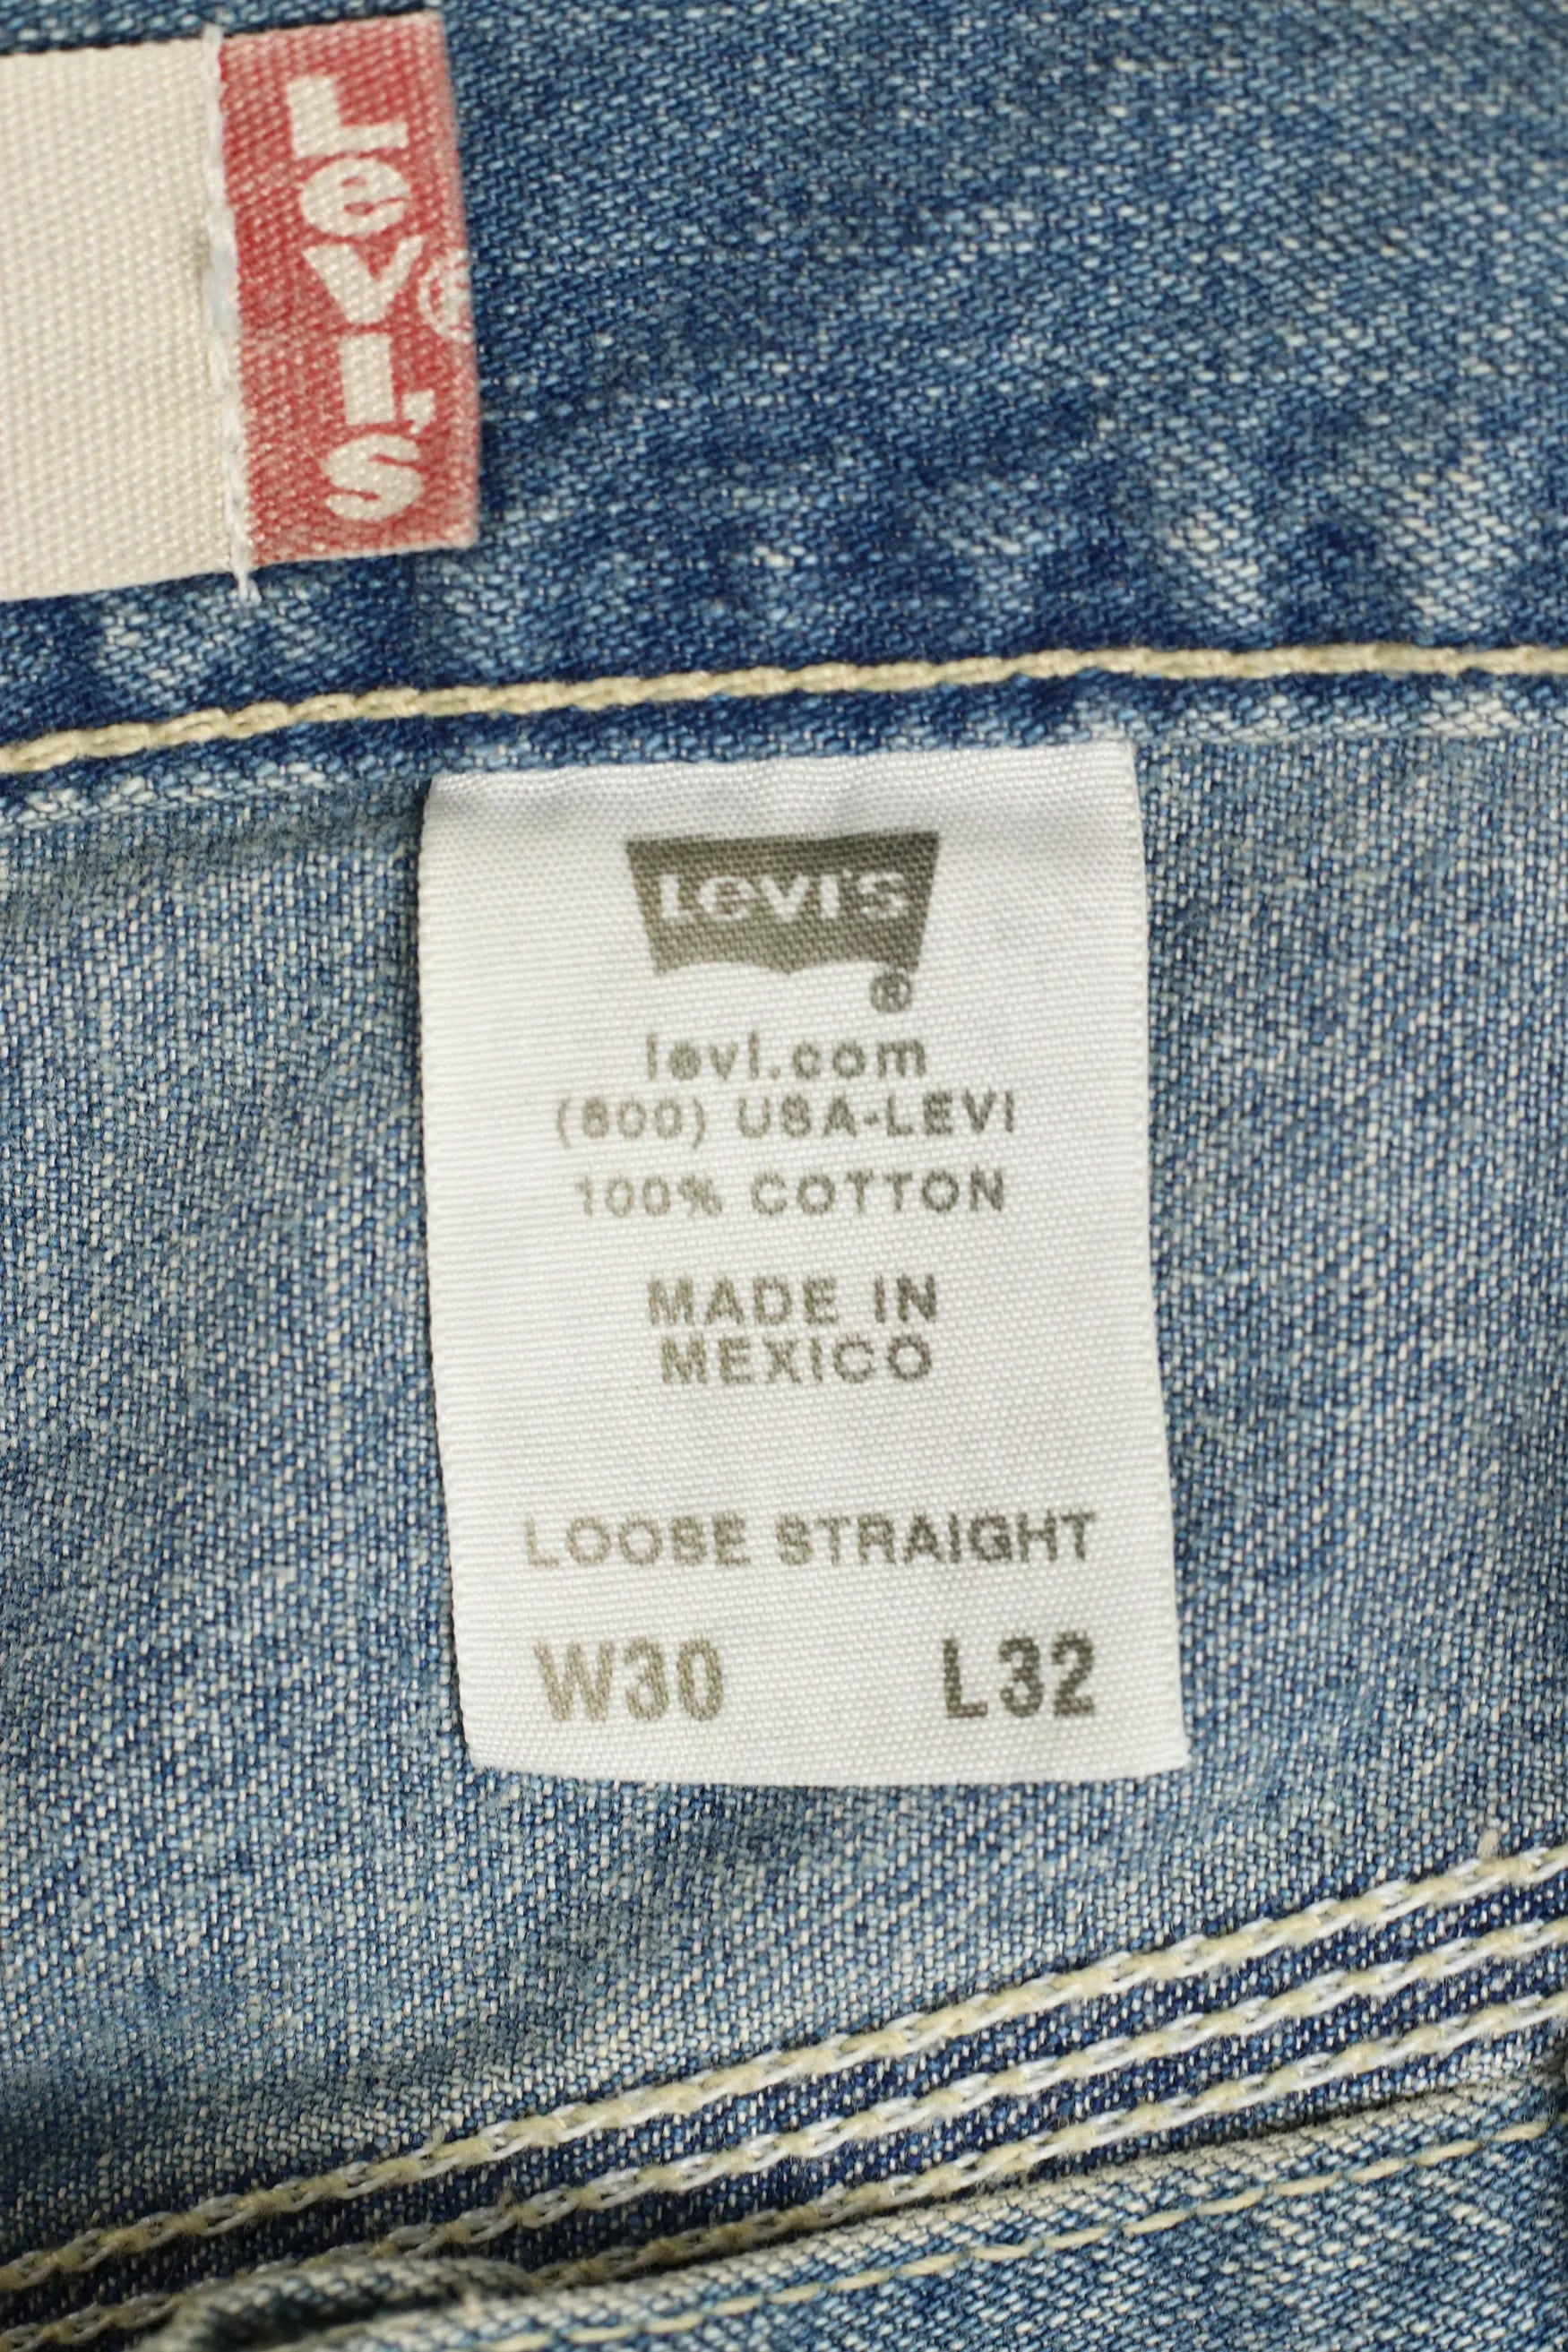 LeVI'S
®
LeVI'S
®
levi.com
(800) USA-LEVI
100% COTTON
MADE IN
MEXICO
LOOSE STRAIGHT
W30 L32